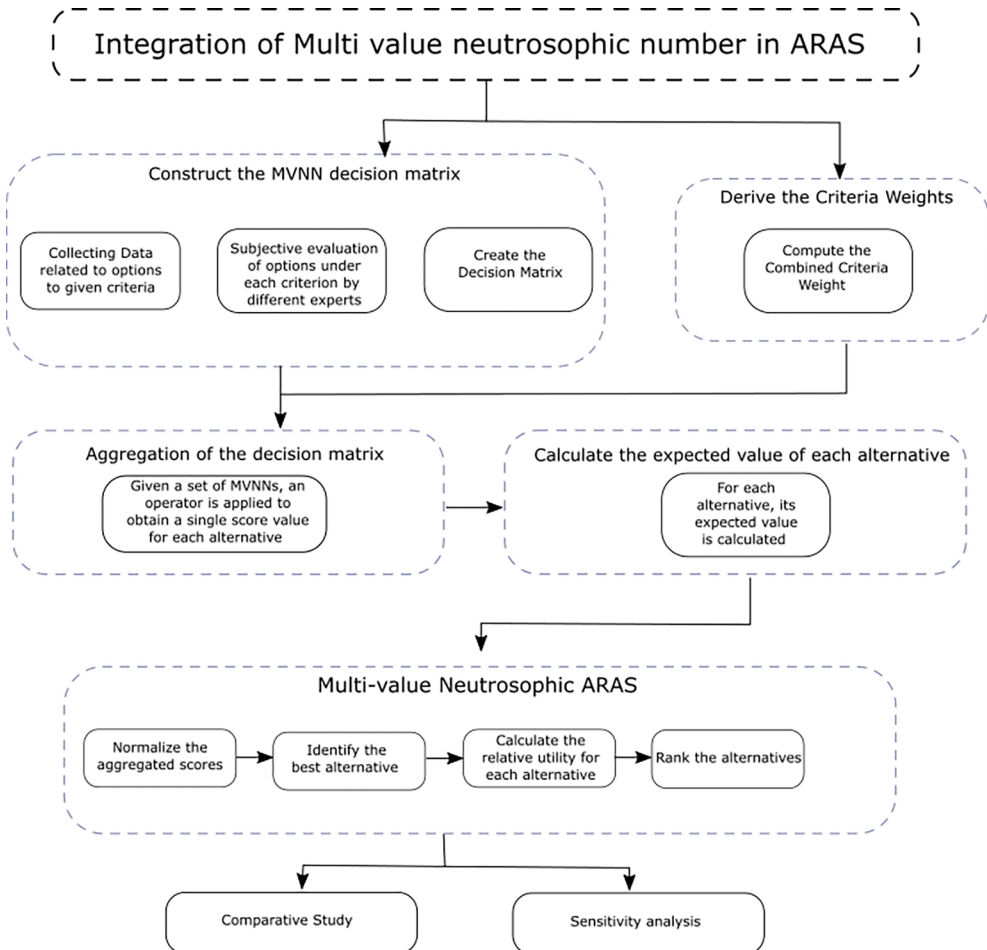 Integration of Multi value neutrosophic number in ARAS
Construct the MVNN decision matrix
Collecting Data
related to options
to given criteria
Subjective evaluation
of options under
each criterion by
different experts
Create the
Decision Matrix
Derive the Criteria Weights
Compute the
Combined Criteria
Weight
Aggregation of the decision matrix
Given a set of MVNNs, an
operator is applied to
obtain a single score value
for each alternative
Calculate the expected value of each alternative
For each
alternative, its
expected value
is calculated
Multi-value Neutrosophic ARAS
Normalize the
aggregated scores
Identify the
best alternative
Calculate the
relative utility for
each alternative
Rank the alternatives
Comparative Study
Sensitivity analysis